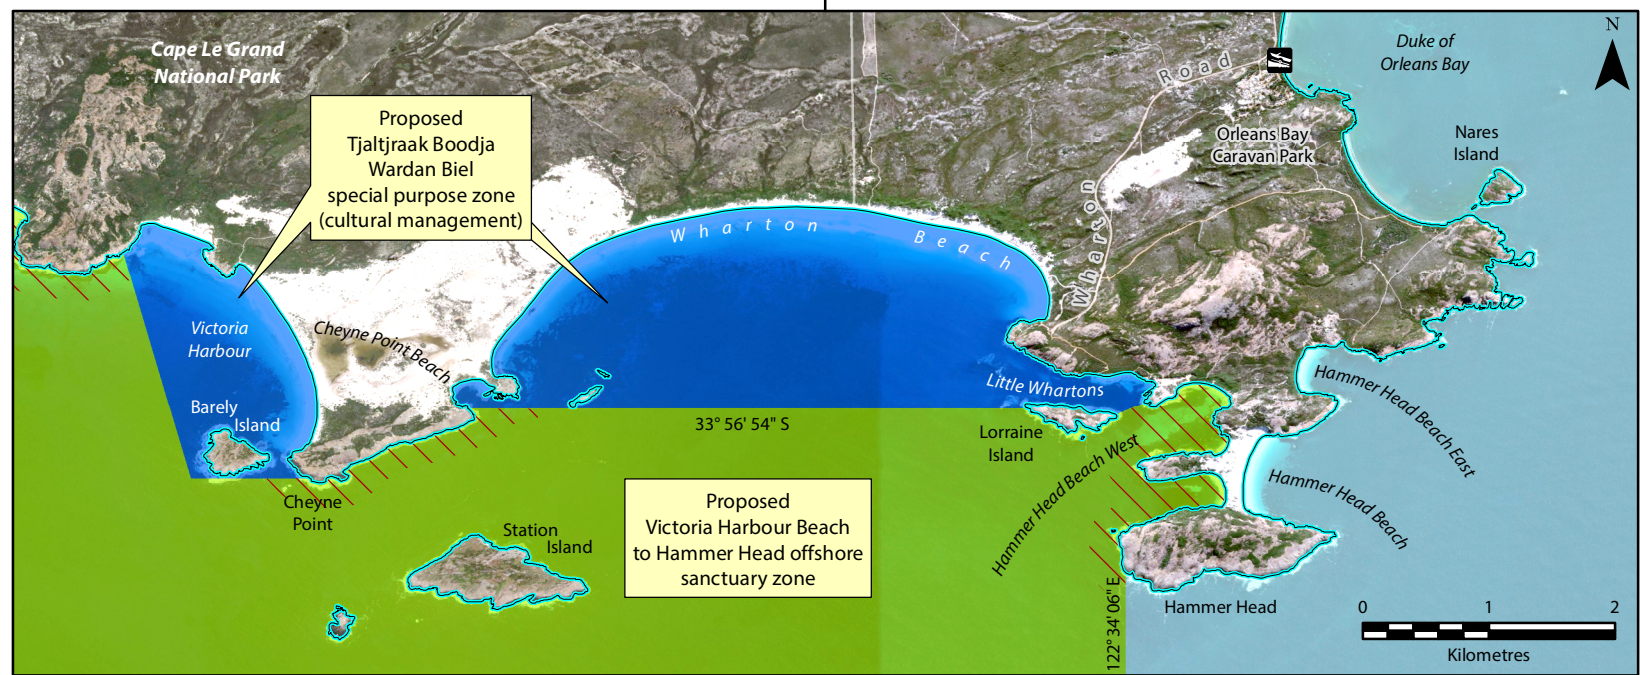 Cape Le Grand
National Park
Proposed
Tjaltjraak Boodja
Wardan Biel
special purpose zone
(cultural management)
Road
Duke of
Orleans Bay
N
Nares
Island
Orleans Bay
Caravan Park
Wharton
Wharton Beach
Victoria
Harbour
Cheyne Point Beach
Barely
Island
Little Whartons
33° 56' 54" S
Lorraine
Island
Hammer Head Beach West
Hammer Head Beach East
Hammer Head Beach
Cheyne
Point
Station
Island
Proposed
Victoria Harbour Beach
to Hammer Head offshore
sanctuary zone
122° 34' 06" E
Hammer Head
0 1 2
Kilometres